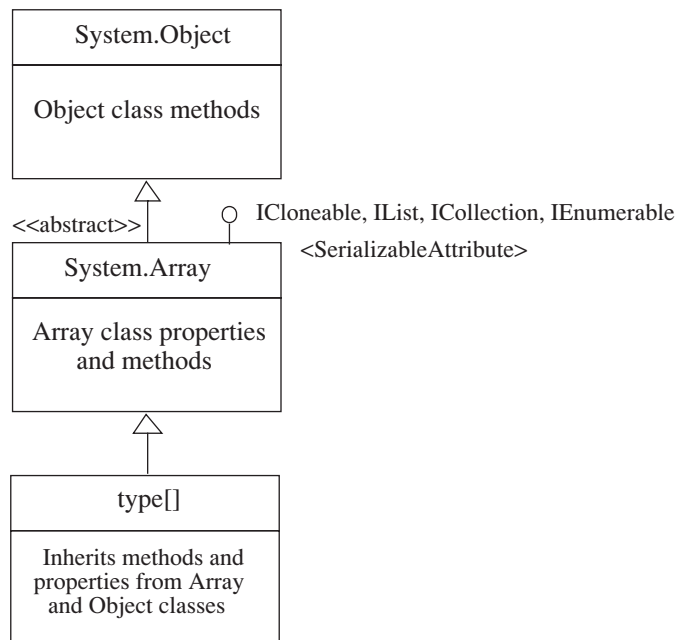 System.Object
Object class methods
<<abstract>>
ICloneable, IList, ICollection, IEnumerable
<SerializableAttribute>
System.Array
Array class properties
and methods
type[]
Inherits methods and
properties from Array
and Object classes